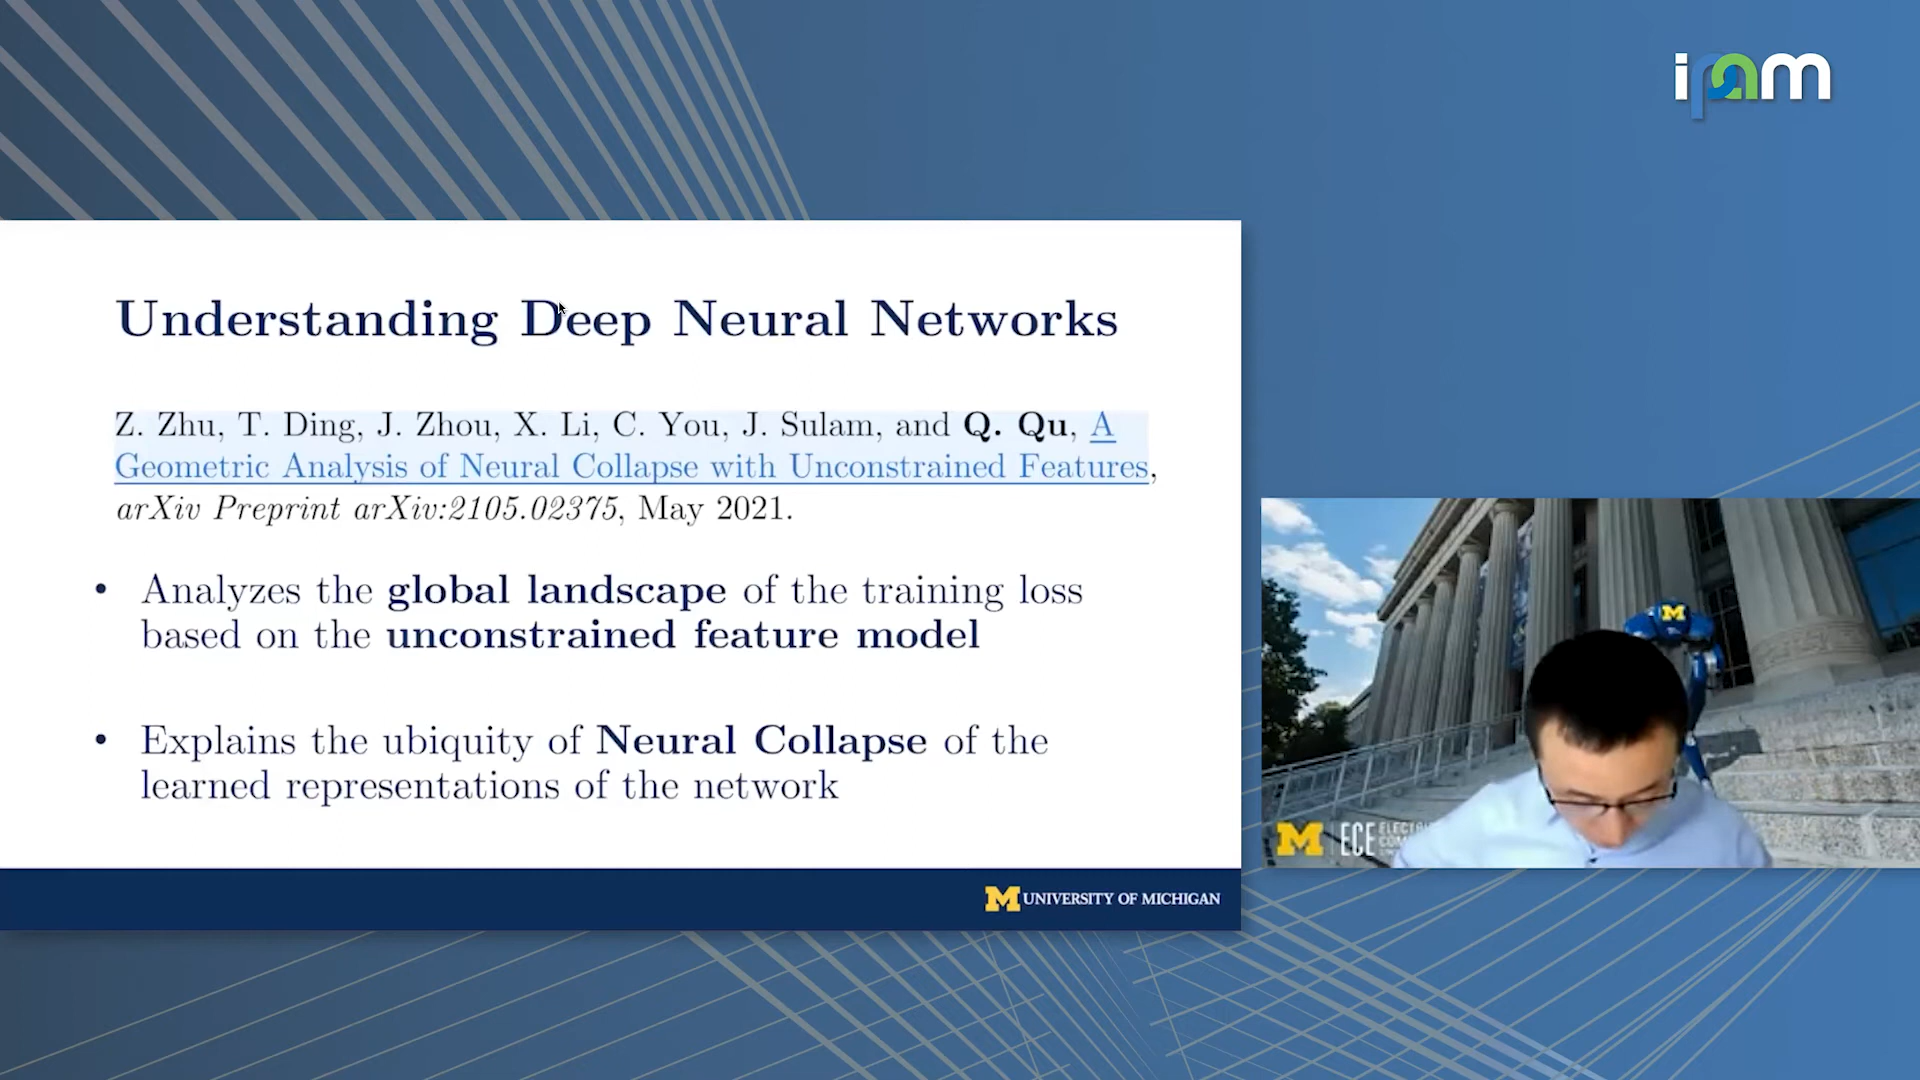 ipam
Understanding Deep Neural Networks
Z. Zhu, T. Ding, J. Zhou, X. Li, C. You, J. Sulam, and Q. Qu, A
Geometric Analysis of Neural Collapse with Unconstrained Features,
arXiv Preprint arXiv:2105.02375, May 2021.
• Analyzes the global landscape of the training loss
based on the unconstrained feature model
• Explains the ubiquity of Neural Collapse of the
learned representations of the network
M UNIVERSITY OF MICHIGAN
M
M ECE